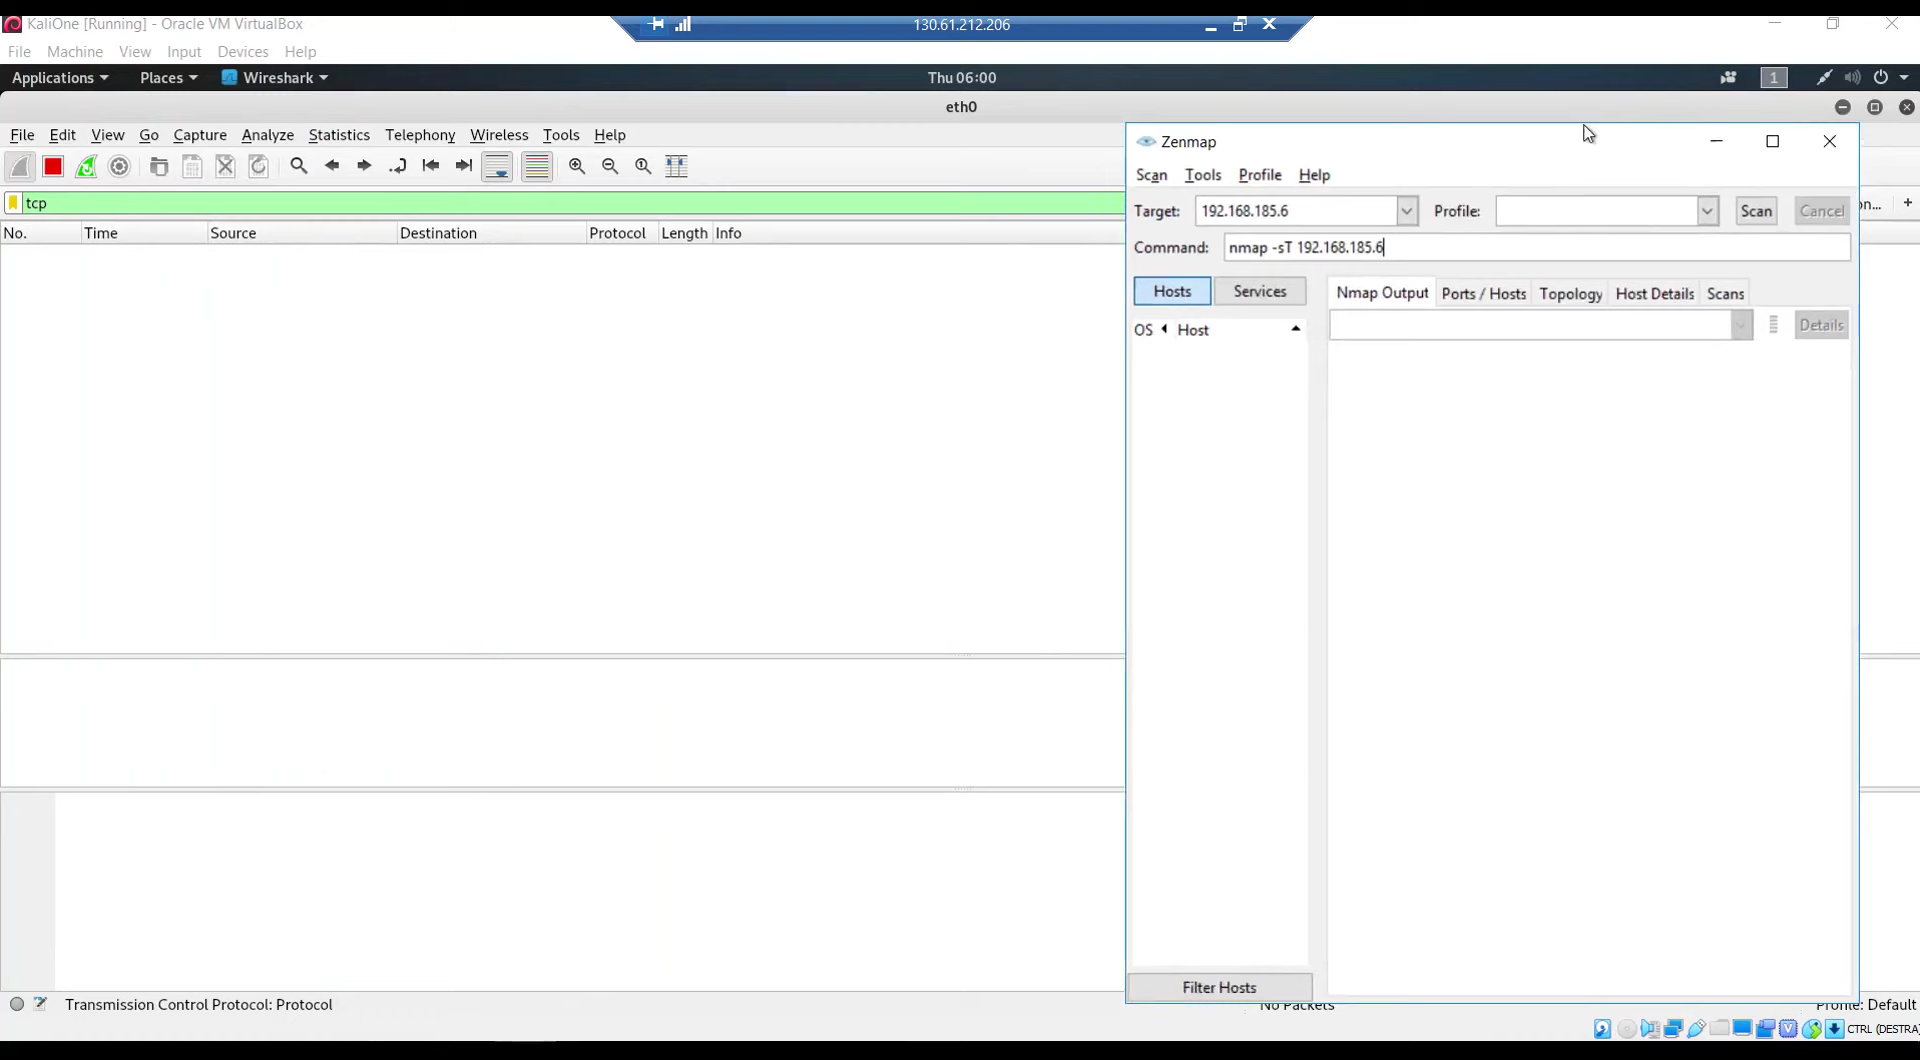 KaliOne [Running] - Oracle VM VirtualBox
130.61.212.206
File Machine View Input Devices Help
Applications Places Wireshark Thu 06:00 1
eth0
File Edit View Go Capture Analyze Statistics Telephony Wireless Tools Help
tcp
on... +
No. Time Source Destination Protocol Length Info
Zenmap
Scan Tools Profile Help
Target: 192.168.185.6 Profile: Scan Cancel
Command: nmap -sT 192.168.185.6
Hosts Services
Nmap Output Ports / Hosts Topology Host Details Scans
OS Host
Details
Filter Hosts
Transmission Control Protocol: Protocol
No Packets
Profile: Default
CTRL (DESTRA